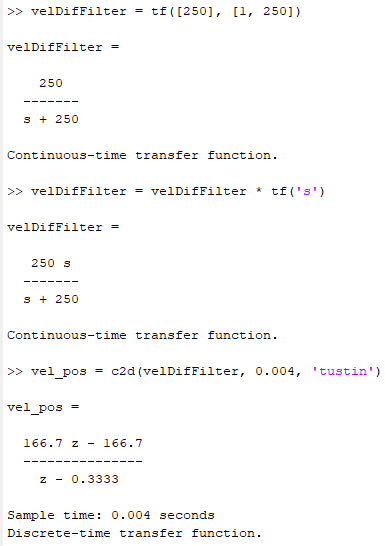 >> velDifFilter = tf([250], [1, 250])
velDifFilter =
250
-------
s + 250
Continuous-time transfer function.
>> velDifFilter = velDifFilter * tf('s')
velDifFilter =
250 s
-------
s + 250
Continuous-time transfer function.
>> vel_pos = c2d(velDifFilter, 0.004, 'tustin')
vel_pos =
166.7 z - 166.7
---------------
z - 0.3333
Sample time: 0.004 seconds
Discrete-time transfer function.